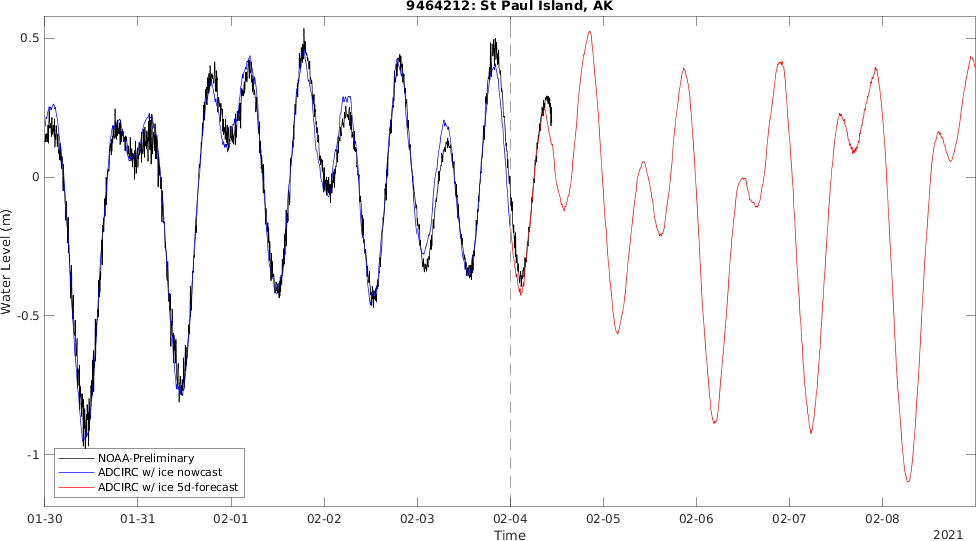 9464212: St Paul Island, AK
0.5
0
-0.5
-1
Water Level (m)
NOAA-Preliminary
ADCIRC w/ ice nowcast
ADCIRC w/ ice 5d-forecast
01-30 01-31 02-01 02-02 02-03 02-04 02-05 02-06 02-07 02-08
Time
2021